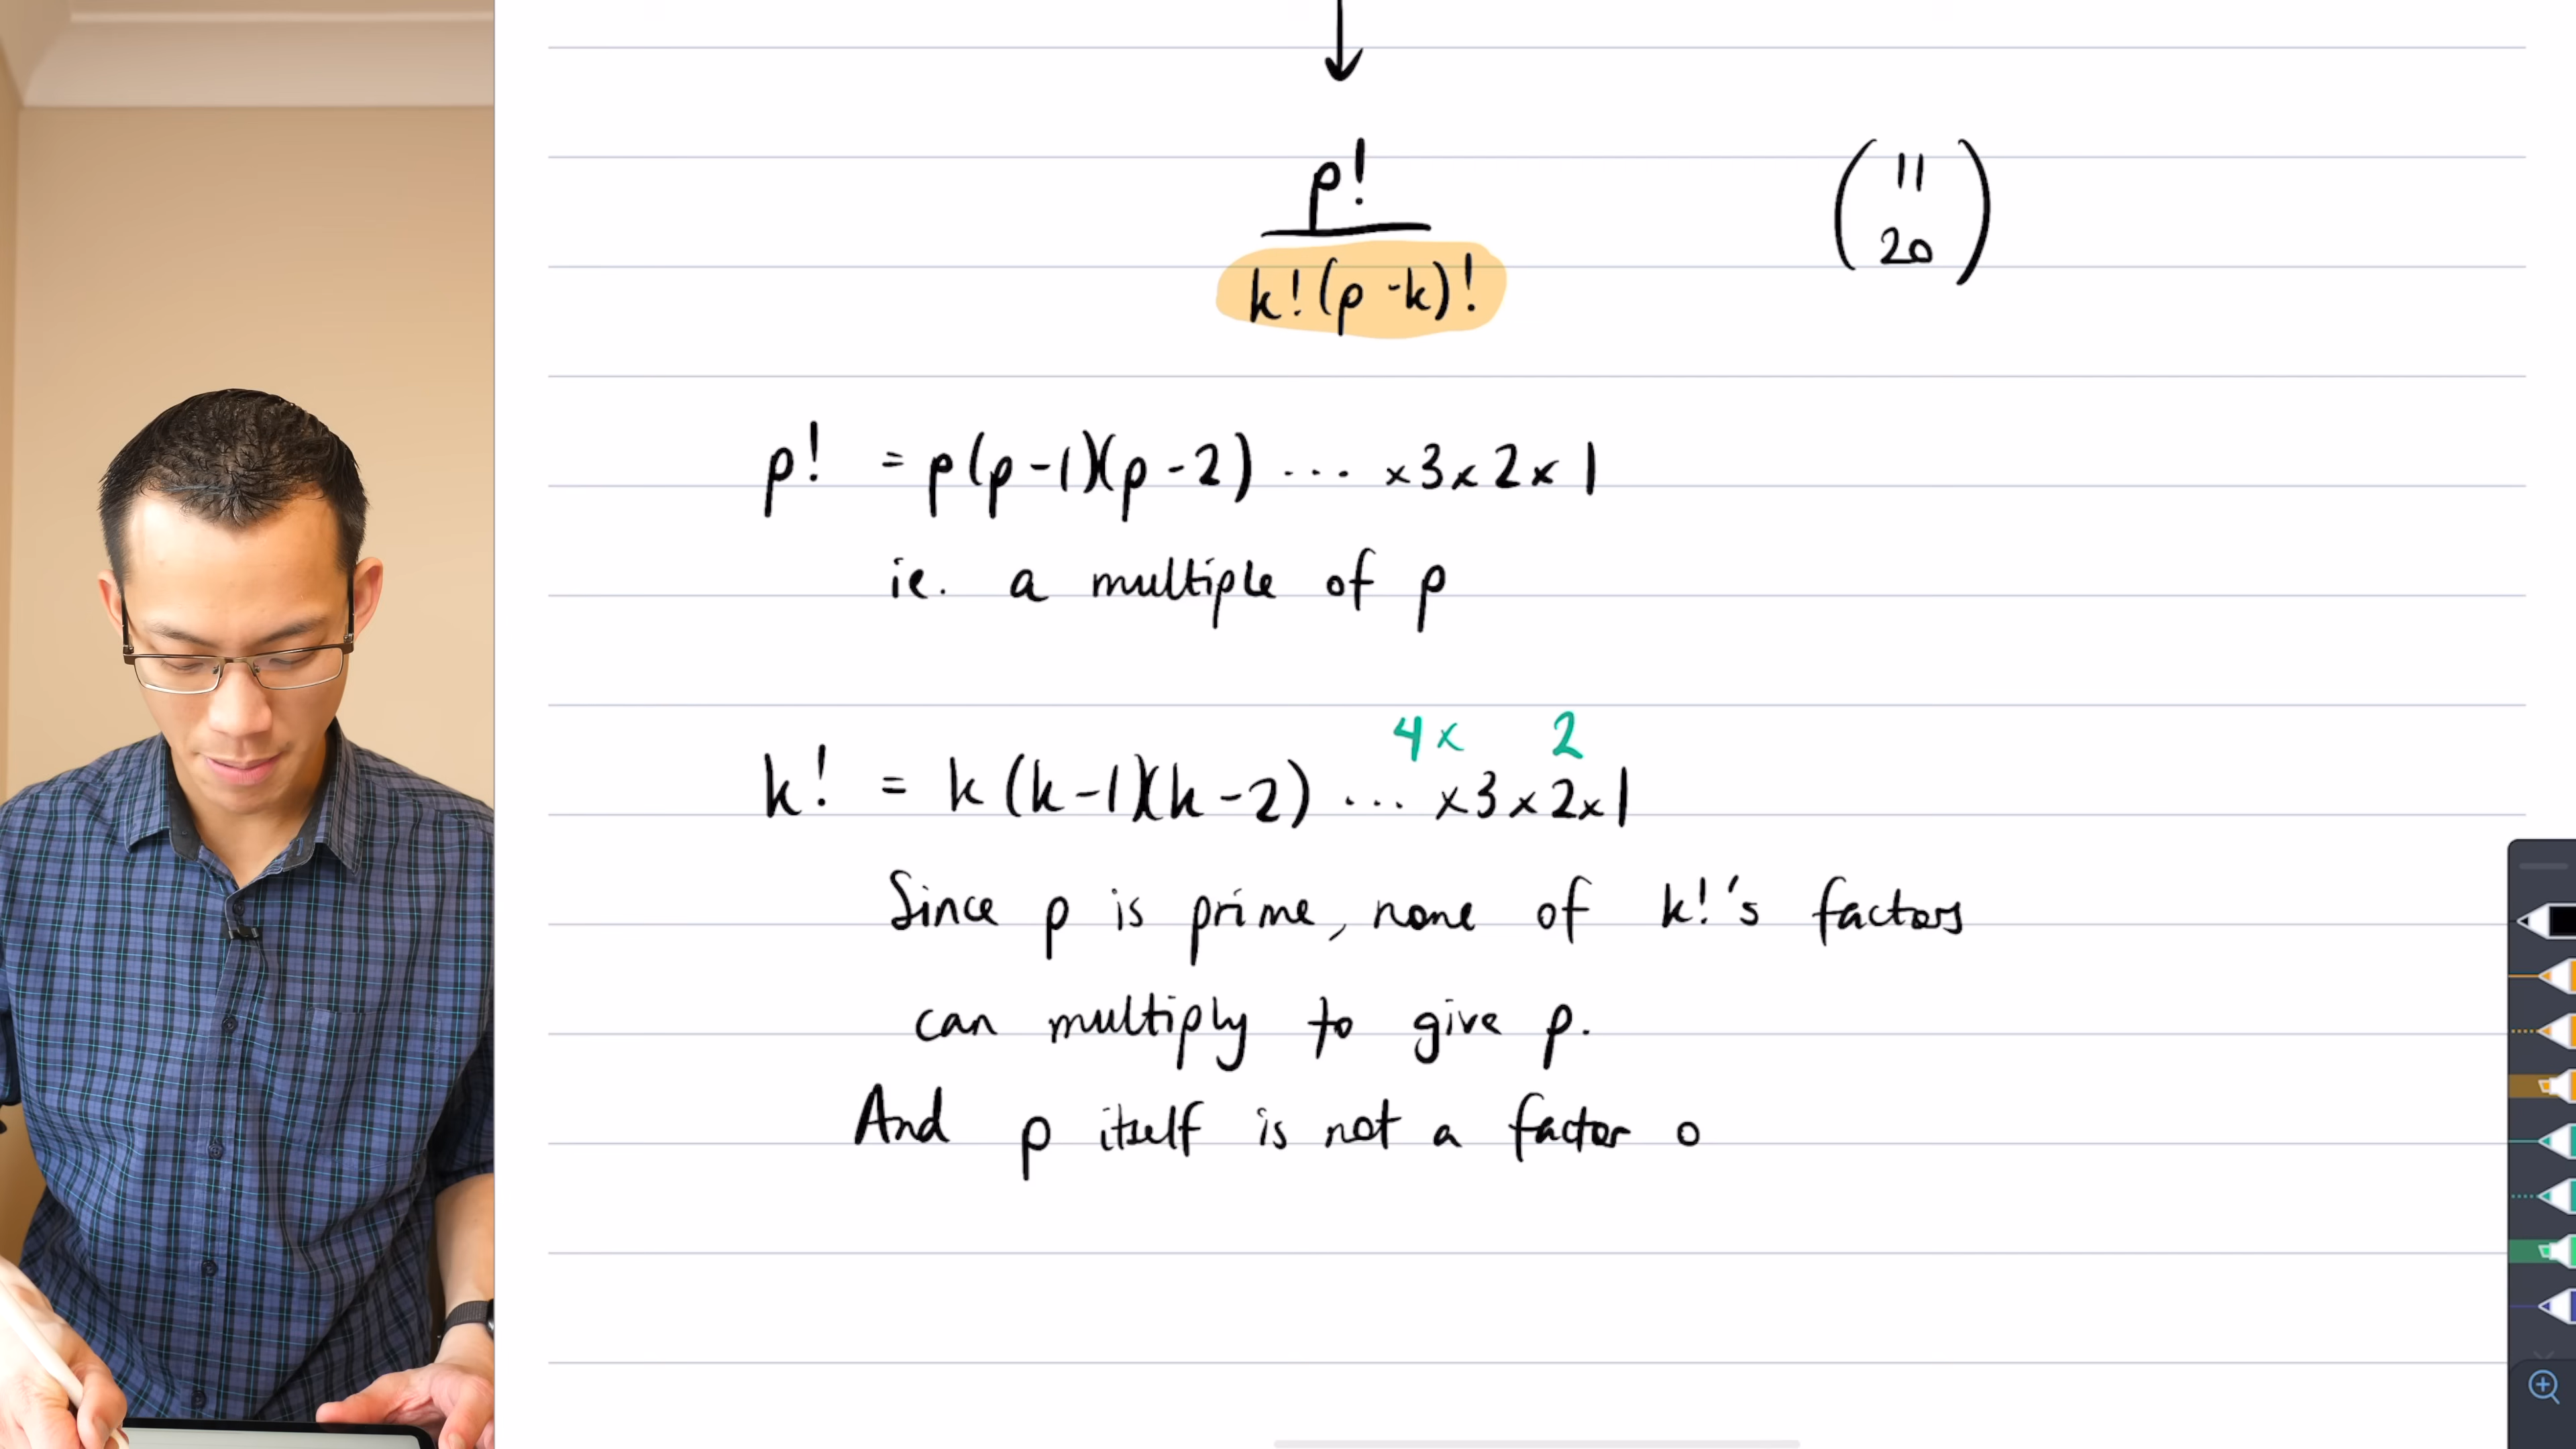 p!
k!(p-k)!
(11
20)
p! = p(p-1)(p-2) ... ×3×2×1
ie. a multiple of p
4× 2
k! = k(k-1)(k-2) ... ×3×2×1
Since p is prime, none of k!'s factors
can multiply to give p.
And p itself is not a factor o